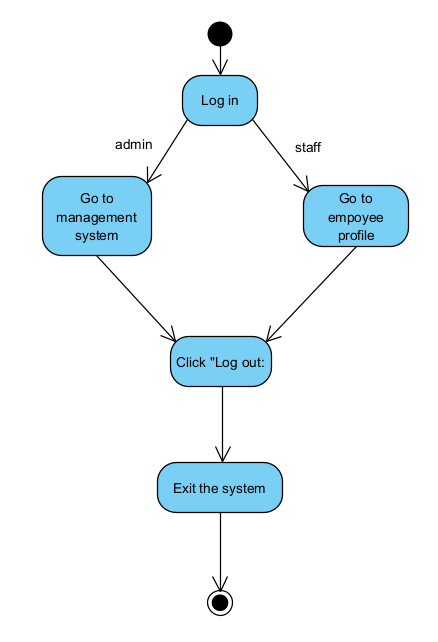 Log in
admin
staff
Go to
management
system
Go to
empoyee
profile
Click "Log out:
Exit the system